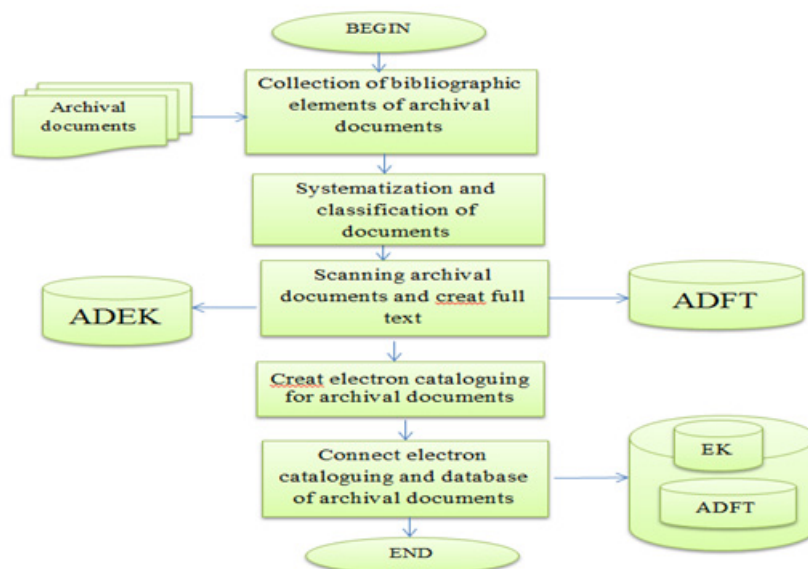 BEGIN
Archival
documents
Collection of bibliographic
elements of archival
documents
Systematization and
classification of
documents
ADEK
Scanning archival
documents and creat full
text
ADFT
Creat electron cataloguing
for archival documents
Connect electron
cataloguing and database
of archival documents
EK
ADFT
END